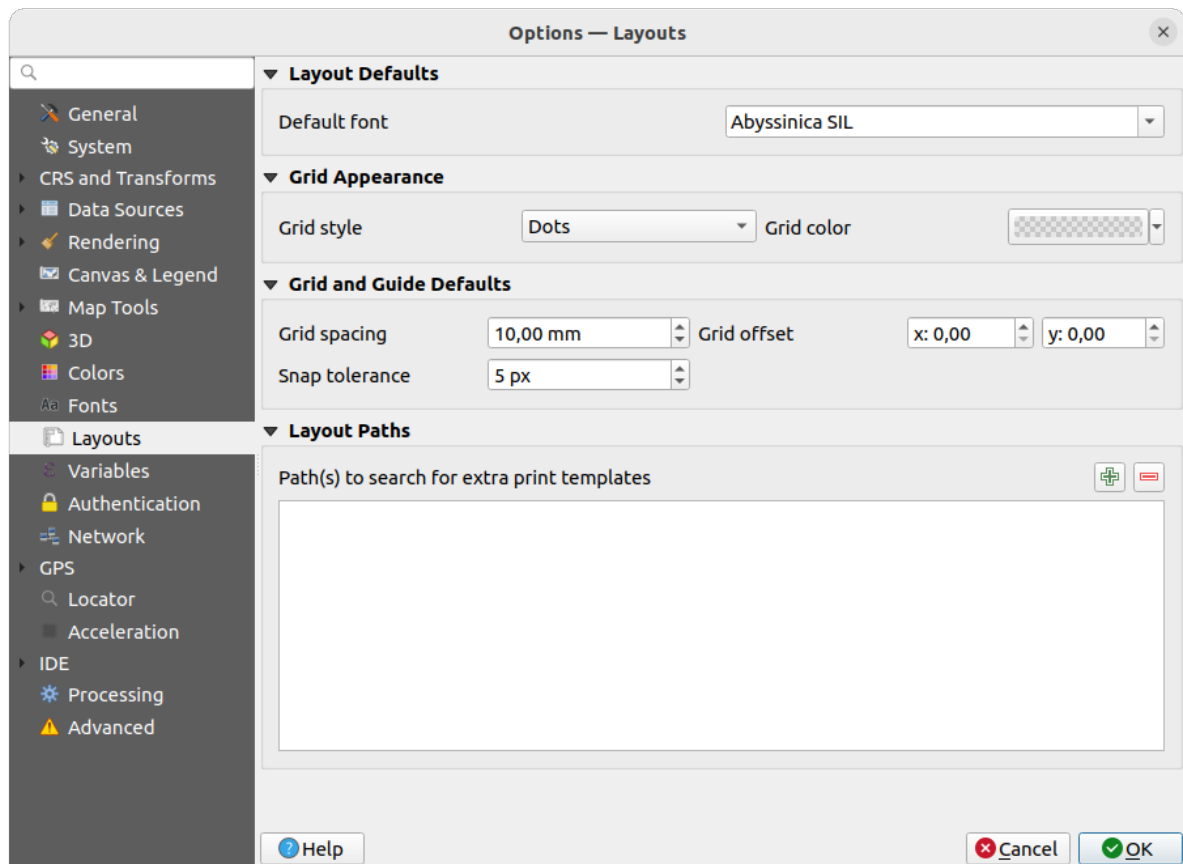 Options — Layouts
General
System
CRS and Transforms
Data Sources
Rendering
Canvas & Legend
Map Tools
3D
Colors
Aa Fonts
Layouts
Variables
Authentication
Network
GPS
Locator
Acceleration
IDE
Processing
Advanced
Layout Defaults
Default font Abyssinica SIL
Grid Appearance
Grid style Dots Grid color
Grid and Guide Defaults
Grid spacing 10,00 mm Grid offset x: 0,00 y: 0,00
Snap tolerance 5 px
Layout Paths
Path(s) to search for extra print templates
Help Cancel OK